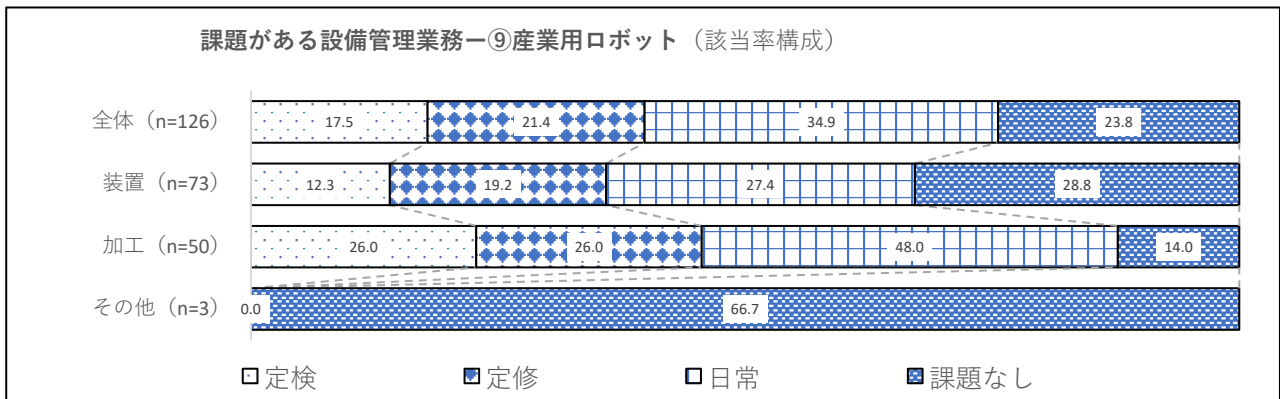 課題がある設備管理業務ー⑨産業用ロボット（該当率構成）
全体（n=126） 17.5 21.4 34.9 23.8
装置（n=73） 12.3 19.2 27.4 28.8
加工（n=50） 26.0 26.0 48.0 14.0
その他（n=3） 0.0 66.7
定検 定修 日常 課題なし